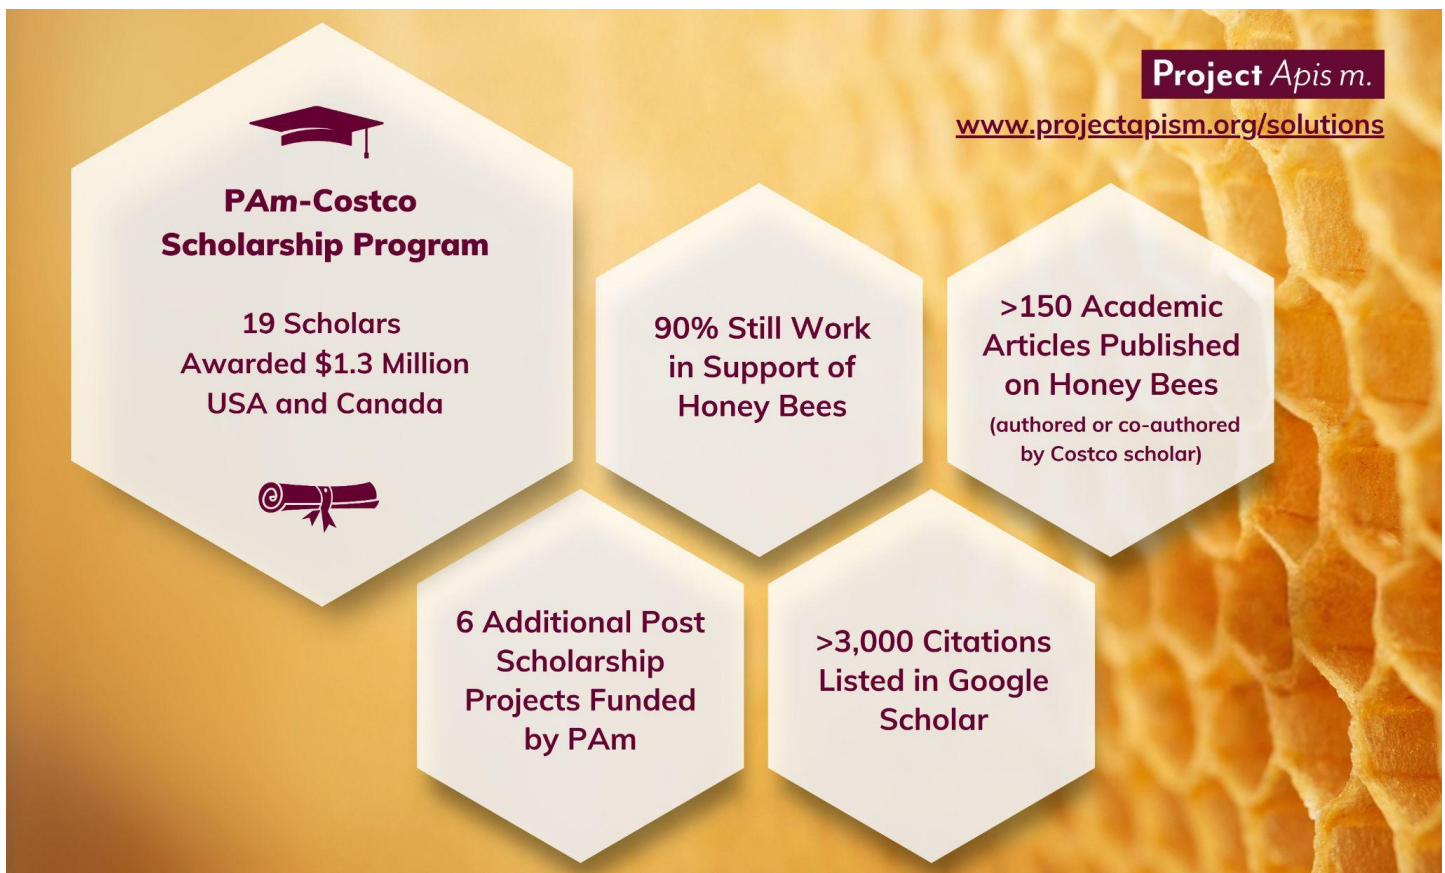 Project Apis m.
www.projectapism.org/solutions
PAm-Costco
Scholarship Program
19 Scholars
Awarded $1.3 Million
USA and Canada
90% Still Work
in Support of
Honey Bees
>150 Academic
Articles Published
on Honey Bees
(authored or co-authored
by Costco scholar)
6 Additional Post
Scholarship
Projects Funded
by PAm
>3,000 Citations
Listed in Google
Scholar